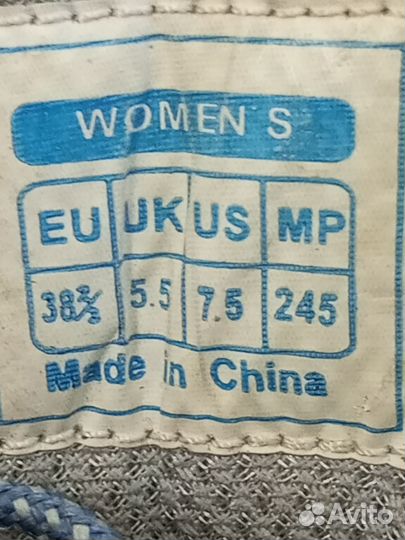 WOMEN S
EU UK US MP
38⅔ 5.5 7.5 245
Made in China
Avito